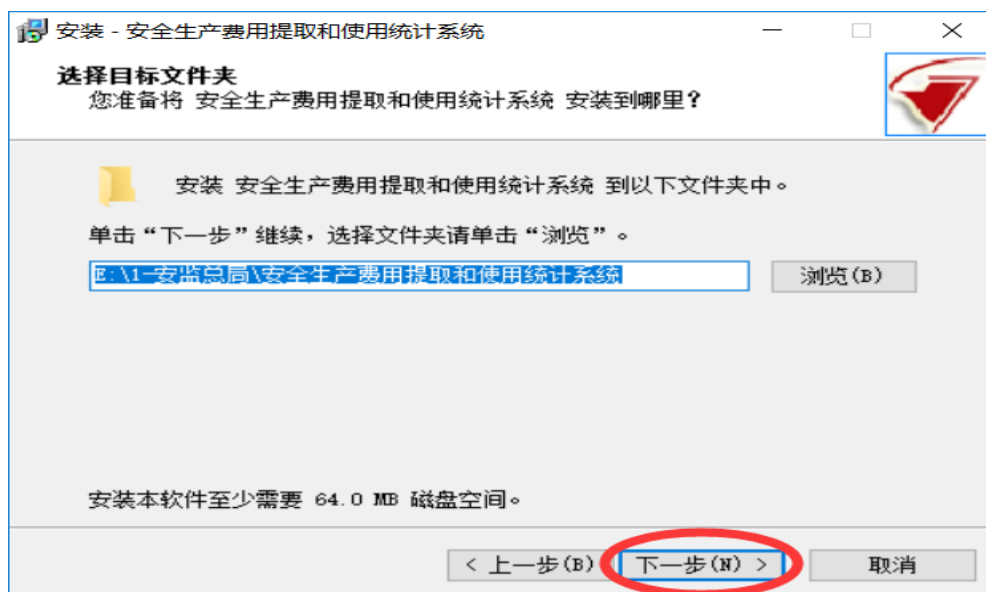 安装 - 安全生产费用提取和使用统计系统
选择目标文件夹
您准备将 安全生产费用提取和使用统计系统 安装到哪里?
安装 安全生产费用提取和使用统计系统 到以下文件夹中。
单击“下一步”继续，选择文件夹请单击“浏览”。
E:\1-安监总局\安全生产费用提取和使用统计系统
浏览(B)
安装本软件至少需要 64.0 MB 磁盘空间。
< 上一步(B)
下一步(N) >
取消